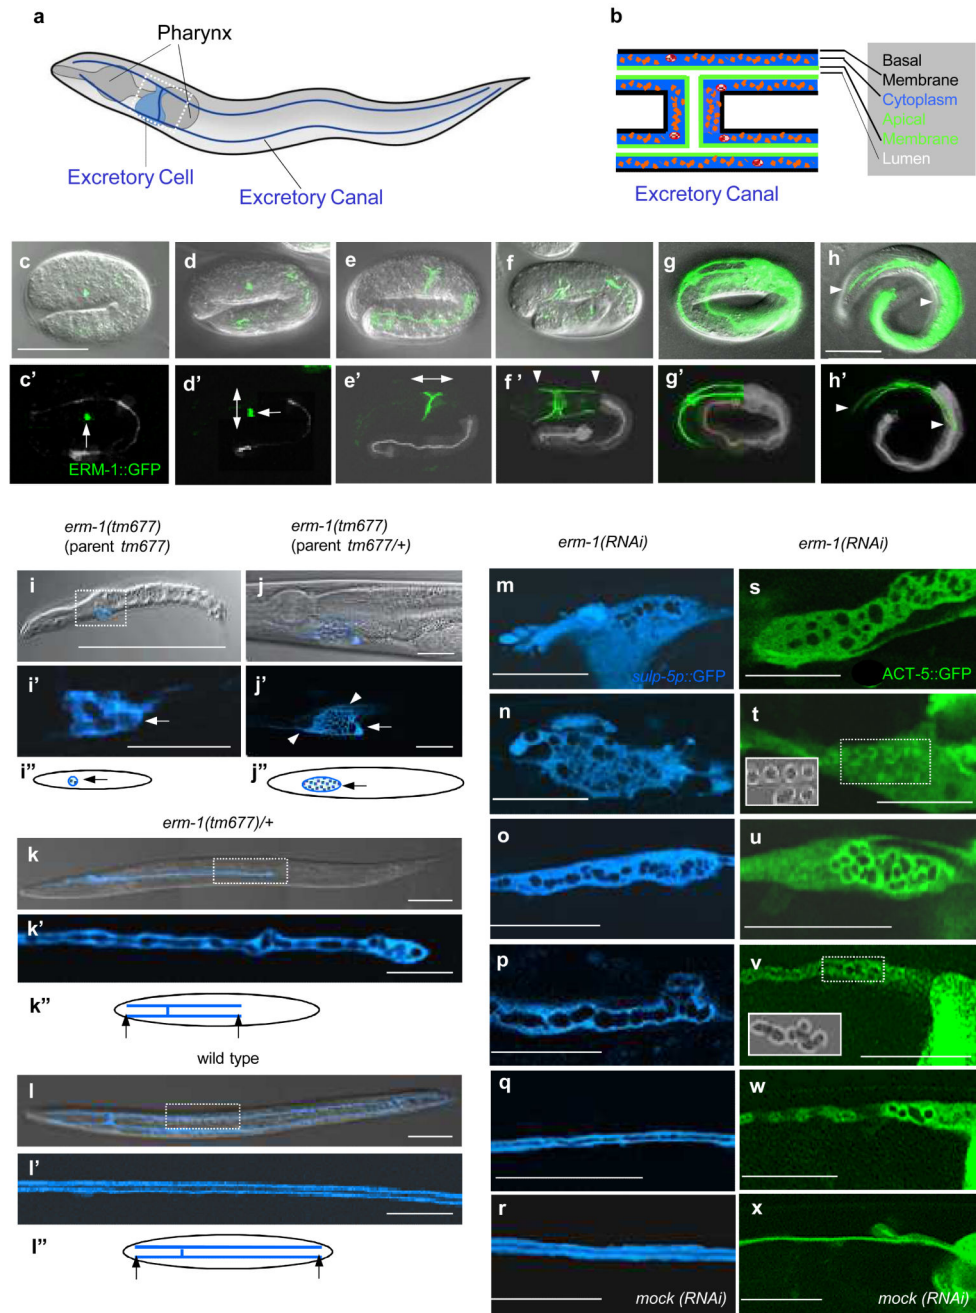 a
Pharynx
Excretory Cell
Excretory Canal
b
Basal
Membrane
Cytoplasm
Apical
Membrane
Lumen
Excretory Canal
c
d
e
f
g
h
c'
ERM-1::GFP
d'
e'
f'
g'
h'
erm-1(tm677)
(parent tm677)
erm-1(tm677)
(parent tm677/+)
i
j
i'
j'
i"
j"
erm-1(tm677)/+
k
k'
k"
wild type
l
l'
l"
erm-1(RNAi)
erm-1(RNAi)
m
sulp-5p::GFP
s
ACT-5::GFP
n
t
o
u
p
v
q
w
r
mock (RNAi)
x
mock (RNAi)